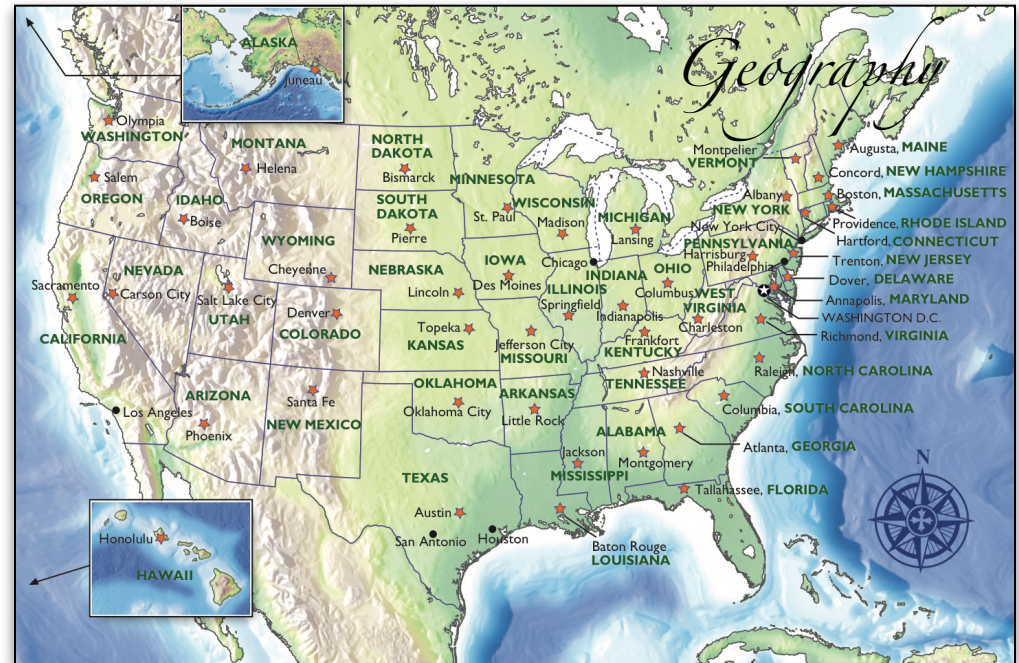 Geography
ALASKA
Juneau
Olympia
WASHINGTON
MONTANA
Helena
NORTH
DAKOTA
Bismarck
MINNESOTA
St. Paul
WISCONSIN
Madison
MICHIGAN
Lansing
Montpelier
VERMONT
Augusta, MAINE
Concord, NEW HAMPSHIRE
Boston, MASSACHUSETTS
Albany
NEW YORK
New York City
Providence, RHODE ISLAND
Hartford, CONNECTICUT
Salem
OREGON
IDAHO
Boise
SOUTH
DAKOTA
Pierre
WYOMING
Cheyenne
NEBRASKA
Lincoln
IOWA
Des Moines
Chicago
ILLINOIS
Springfield
INDIANA
Indianapolis
OHIO
Columbus
PENNSYLVANIA
Harrisburg
Philadelphia
Trenton, NEW JERSEY
Dover, DELAWARE
Annapolis, MARYLAND
WASHINGTON D.C.
Richmond, VIRGINIA
WEST
VIRGINIA
Charleston
Sacramento
NEVADA
Carson City
Salt Lake City
UTAH
Denver
COLORADO
Topeka
KANSAS
Jefferson City
MISSOURI
Frankfort
KENTUCKY
Nashville
TENNESSEE
Raleigh, NORTH CAROLINA
CALIFORNIA
Los Angeles
ARIZONA
Phoenix
Santa Fe
NEW MEXICO
OKLAHOMA
Oklahoma City
ARKANSAS
Little Rock
Columbia, SOUTH CAROLINA
ALABAMA
Montgomery
Atlanta, GEORGIA
Jackson
MISSISSIPPI
TEXAS
Austin
San Antonio
Houston
Tallahassee, FLORIDA
Baton Rouge
LOUISIANA
N
Honolulu
HAWAII